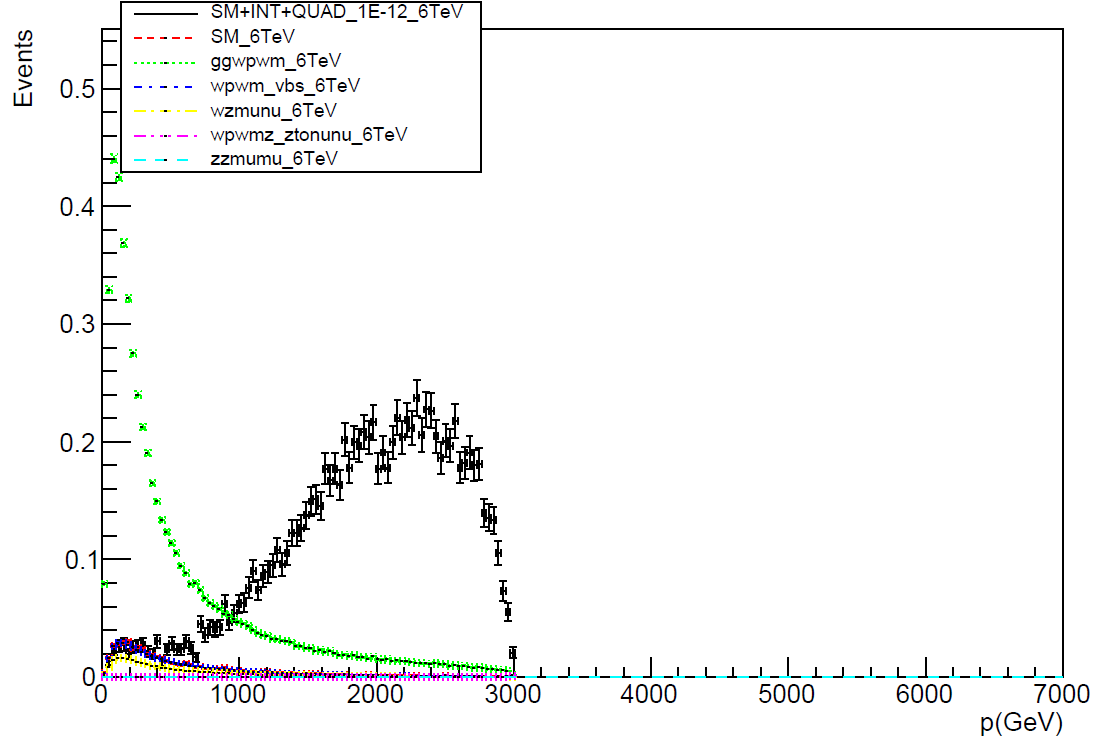 SM+INT+QUAD_1E-12_6TeV
SM_6TeV
ggwpwm_6TeV
wpwm_vbs_6TeV
wzmunu_6TeV
wpwmz_ztonunu_6TeV
zzmumu_6TeV
Events
0.5
0.4
0.3
0.2
0.1
0
0 1000 2000 3000 4000 5000 6000 7000
p(GeV)